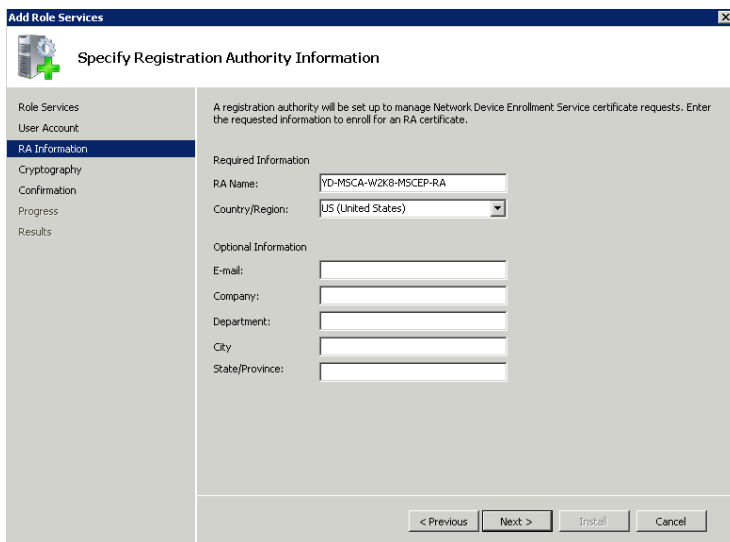 Add Role Services
Specify Registration Authority Information
Role Services
User Account
RA Information
Cryptography
Confirmation
Progress
Results
A registration authority will be set up to manage Network Device Enrollment Service certificate requests. Enter
the requested information to enroll for an RA certificate.
Required Information
RA Name: YD-MSCA-W2K8-MSCEP-RA
Country/Region: US (United States)
Optional Information
E-mail:
Company:
Department:
City
State/Province:
< Previous Next > Install Cancel